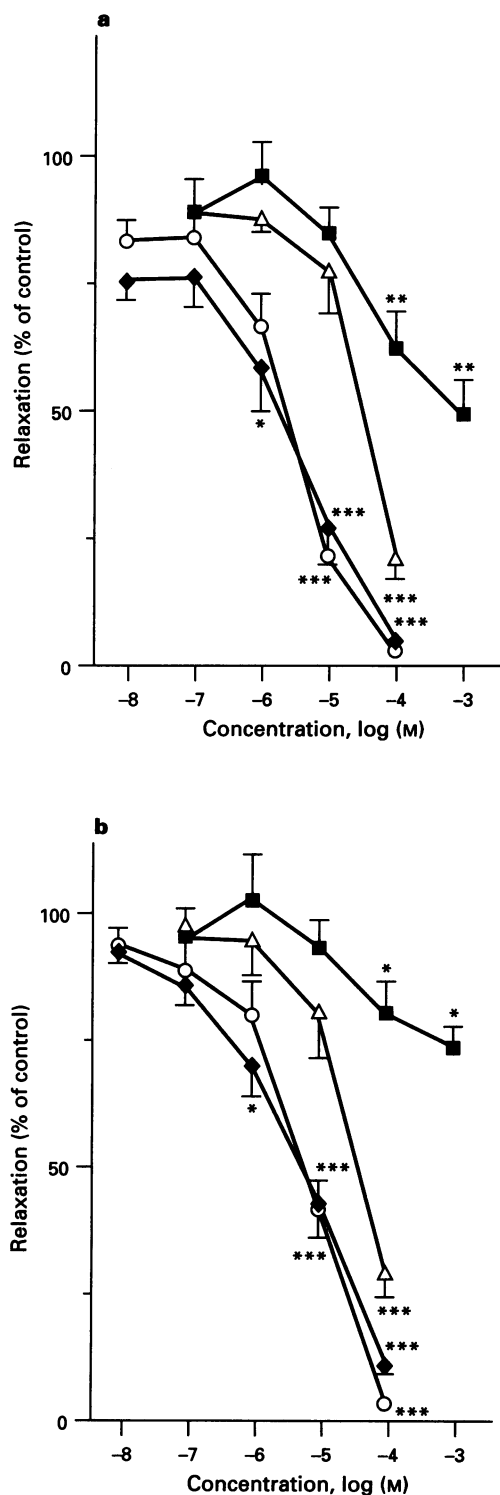 a
100
50
0
Relaxation (% of control)
**
**
*
***
***
***
***
-8 -7 -6 -5 -4 -3
Concentration, log (M)
b
100
50
0
Relaxation (% of control)
*
*
*
***
***
***
***
***
-8 -7 -6 -5 -4 -3
Concentration, log (M)